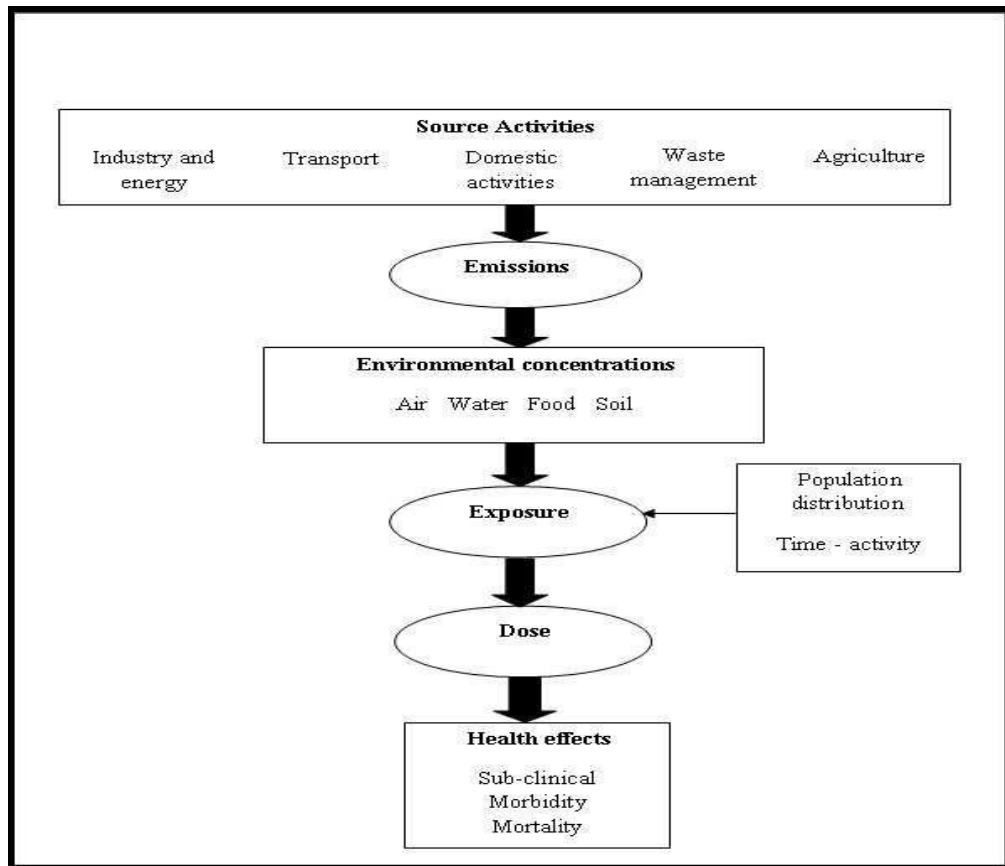 Source Activities
Industry and energy
Transport
Domestic activities
Waste management
Agriculture
Emissions
Environmental concentrations
Air Water Food Soil
Exposure
Population distribution
Time - activity
Dose
Health effects
Sub-clinical
Morbidity
Mortality